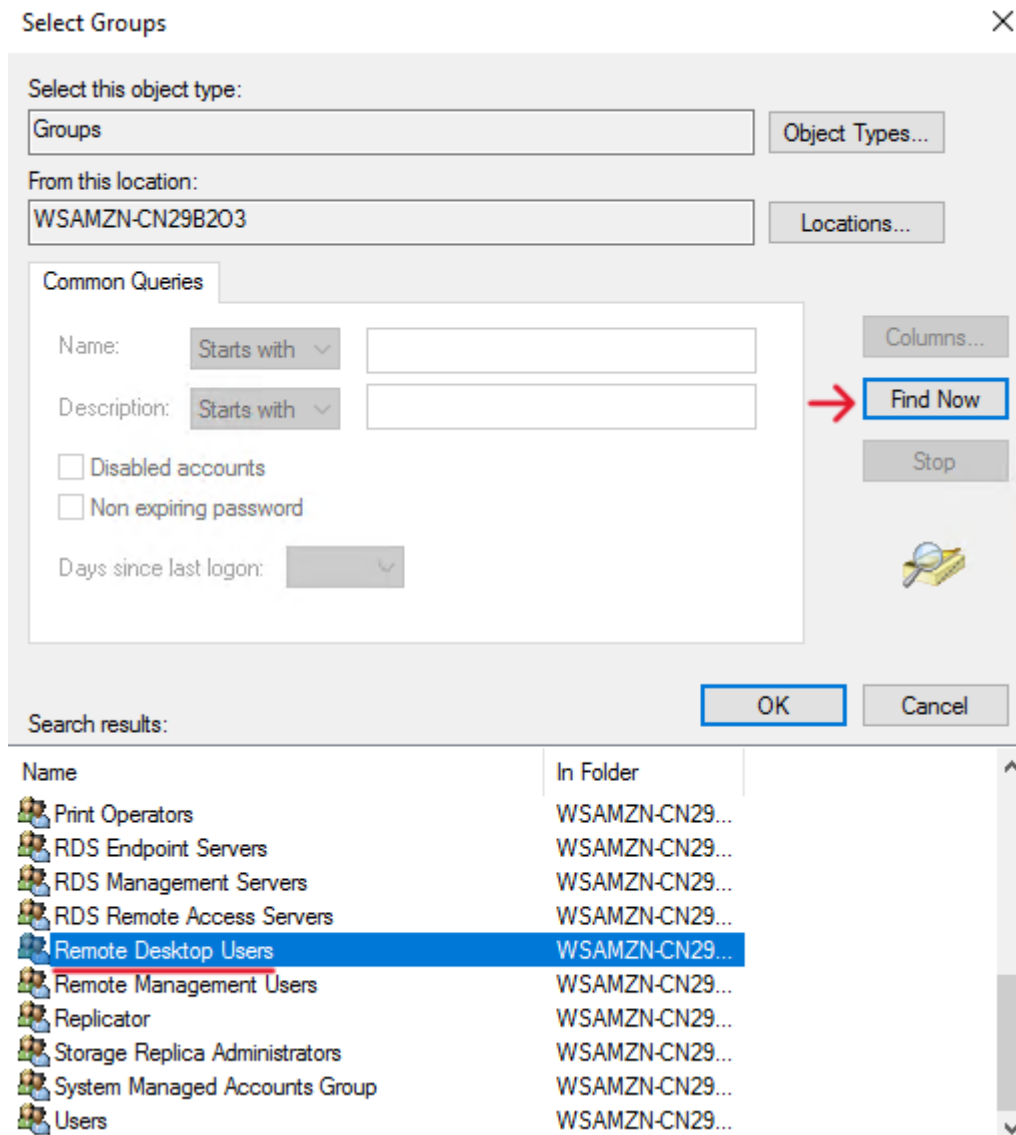 Select Groups
Select this object type:
Groups
Object Types...
From this location:
WSAMZN-CN29B2O3
Locations...
Common Queries
Name:
Starts with
Columns...
Description:
Starts with
Find Now
Disabled accounts
Stop
Non expiring password
Days since last logon:
OK
Cancel
Search results:
Name In Folder
Print Operators WSAMZN-CN29...
RDS Endpoint Servers WSAMZN-CN29...
RDS Management Servers WSAMZN-CN29...
RDS Remote Access Servers WSAMZN-CN29...
Remote Desktop Users WSAMZN-CN29...
Remote Management Users WSAMZN-CN29...
Replicator WSAMZN-CN29...
Storage Replica Administrators WSAMZN-CN29...
System Managed Accounts Group WSAMZN-CN29...
Users WSAMZN-CN29...